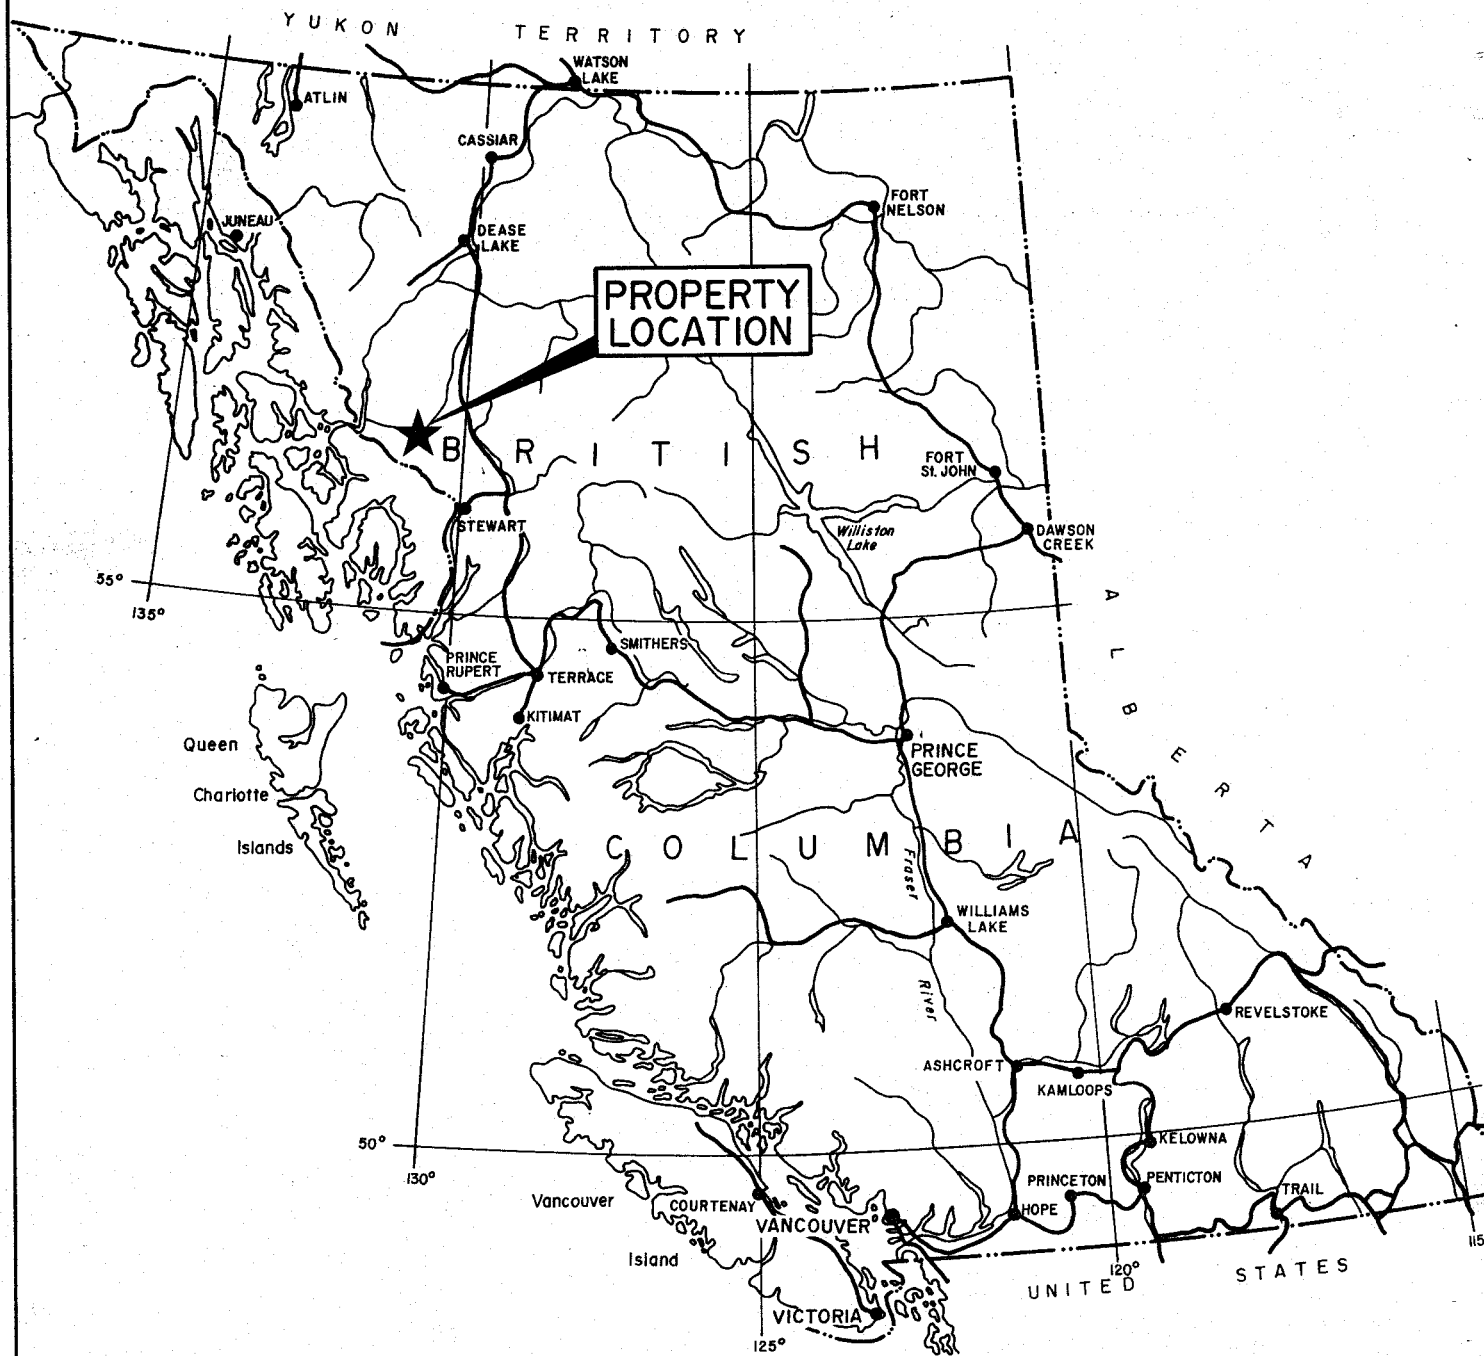 YUKON TERRITORY
WATSON
LAKE
ATLIN
CASSIAR
FORT
NELSON
JUNEAU
DEASE
LAKE
PROPERTY
LOCATION
BRITISH
FORT
St. JOHN
STEWART
Williston
Lake
DAWSON
CREEK
55°
135°
ALBERTA
SMITHERS
PRINCE
RUPERT
TERRACE
KITIMAT
Queen
Charlotte
Islands
PRINCE
GEORGE
COLUMBIA
Fraser
River
WILLIAMS
LAKE
REVELSTOKE
ASHCROFT
KAMLOOPS
50°
130°
KELOWNA
PRINCETON
PENTICTON
TRAIL
Vancouver
Island
COURTENAY
VANCOUVER
HOPE
120°
115
UNITED STATES
VICTORIA
125°